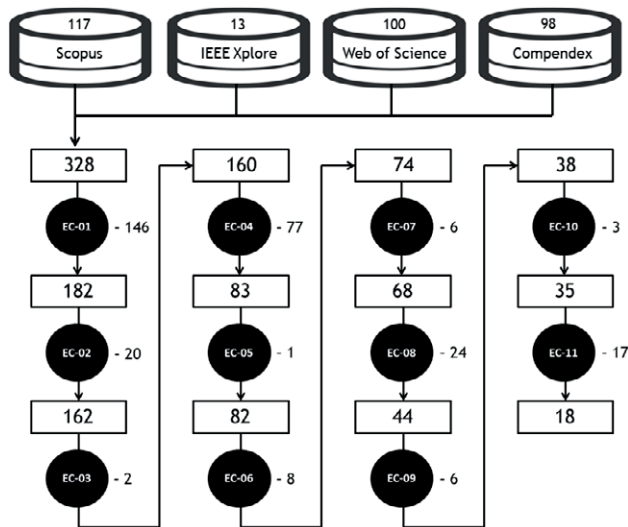 117
Scopus
13
IEEE Xplore
100
Web of Science
98
Compendex
328
EC-01 - 146
182
EC-02 - 20
162
EC-03 - 2
160
EC-04 - 77
83
EC-05 - 1
82
EC-06 - 8
74
EC-07 - 6
68
EC-08 - 24
44
EC-09 - 6
38
EC-10 - 3
35
EC-11 - 17
18